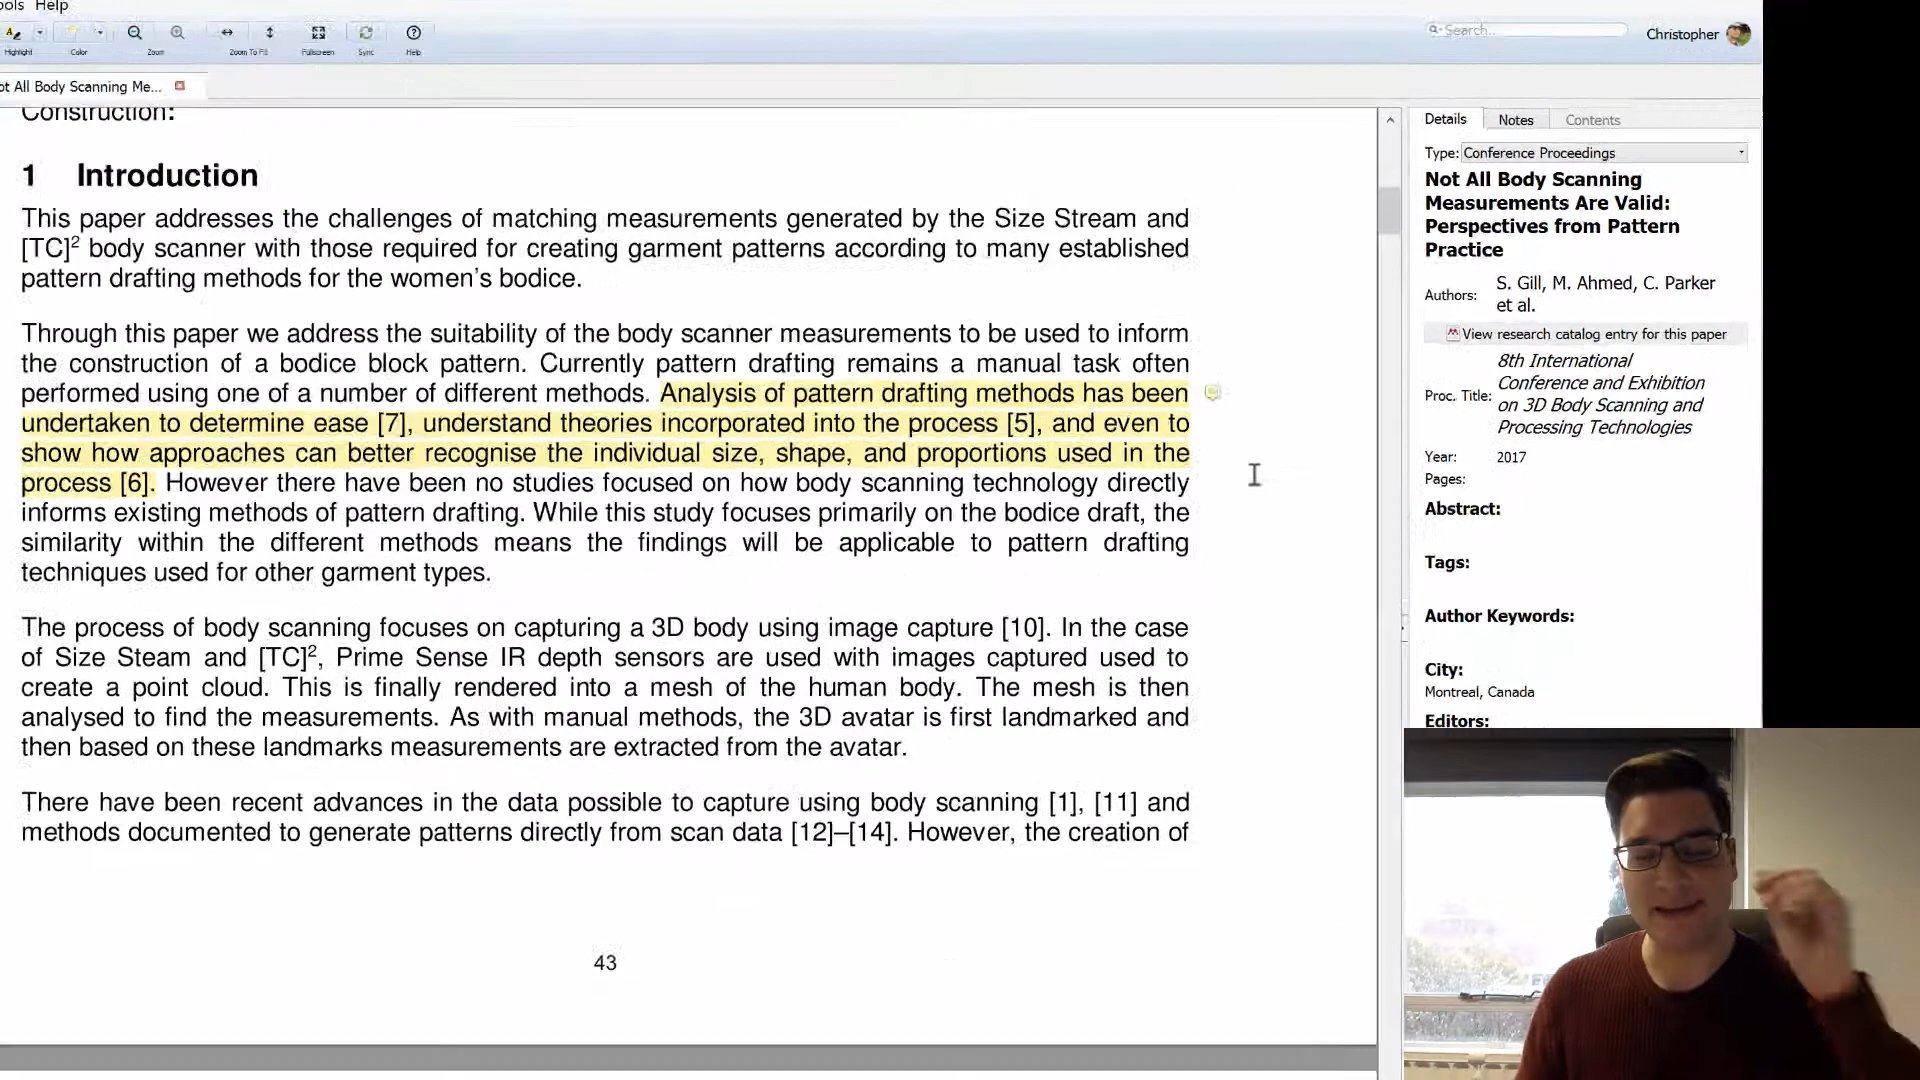 ools Help
Highlight
Color
Zoom
Zoom To Fit
Fullscreen
Sync
Help
Search...
Christopher
ot All Body Scanning Me...
Construction:
1 Introduction
This paper addresses the challenges of matching measurements generated by the Size Stream and
[TC]² body scanner with those required for creating garment patterns according to many established
pattern drafting methods for the women's bodice.
Through this paper we address the suitability of the body scanner measurements to be used to inform
the construction of a bodice block pattern. Currently pattern drafting remains a manual task often
performed using one of a number of different methods. Analysis of pattern drafting methods has been
undertaken to determine ease [7], understand theories incorporated into the process [5], and even to
show how approaches can better recognise the individual size, shape, and proportions used in the
process [6]. However there have been no studies focused on how body scanning technology directly
informs existing methods of pattern drafting. While this study focuses primarily on the bodice draft, the
similarity within the different methods means the findings will be applicable to pattern drafting
techniques used for other garment types.
The process of body scanning focuses on capturing a 3D body using image capture [10]. In the case
of Size Steam and [TC]², Prime Sense IR depth sensors are used with images captured used to
create a point cloud. This is finally rendered into a mesh of the human body. The mesh is then
analysed to find the measurements. As with manual methods, the 3D avatar is first landmarked and
then based on these landmarks measurements are extracted from the avatar.
There have been recent advances in the data possible to capture using body scanning [1], [11] and
methods documented to generate patterns directly from scan data [12]–[14]. However, the creation of
43
Details Notes Contents
Type: Conference Proceedings
Not All Body Scanning
Measurements Are Valid:
Perspectives from Pattern
Practice
Authors: S. Gill, M. Ahmed, C. Parker
et al.
View research catalog entry for this paper
8th International
Conference and Exhibition
Proc. Title: on 3D Body Scanning and
Processing Technologies
Year: 2017
Pages:
Abstract:
Tags:
Author Keywords:
City:
Montreal, Canada
Editors: